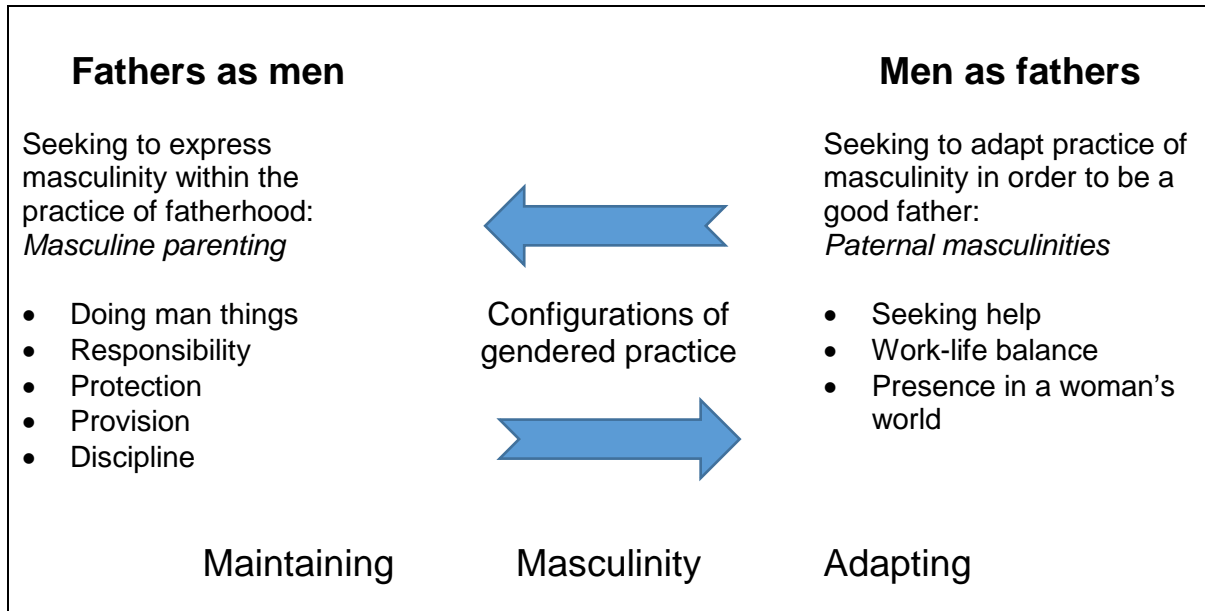 Fathers as men
Seeking to express
masculinity within the
practice of fatherhood:
Masculine parenting
• Doing man things
• Responsibility
• Protection
• Provision
• Discipline
Configurations of
gendered practice
Men as fathers
Seeking to adapt practice of
masculinity in order to be a
good father:
Paternal masculinities
• Seeking help
• Work-life balance
• Presence in a woman's
world
Maintaining Masculinity Adapting